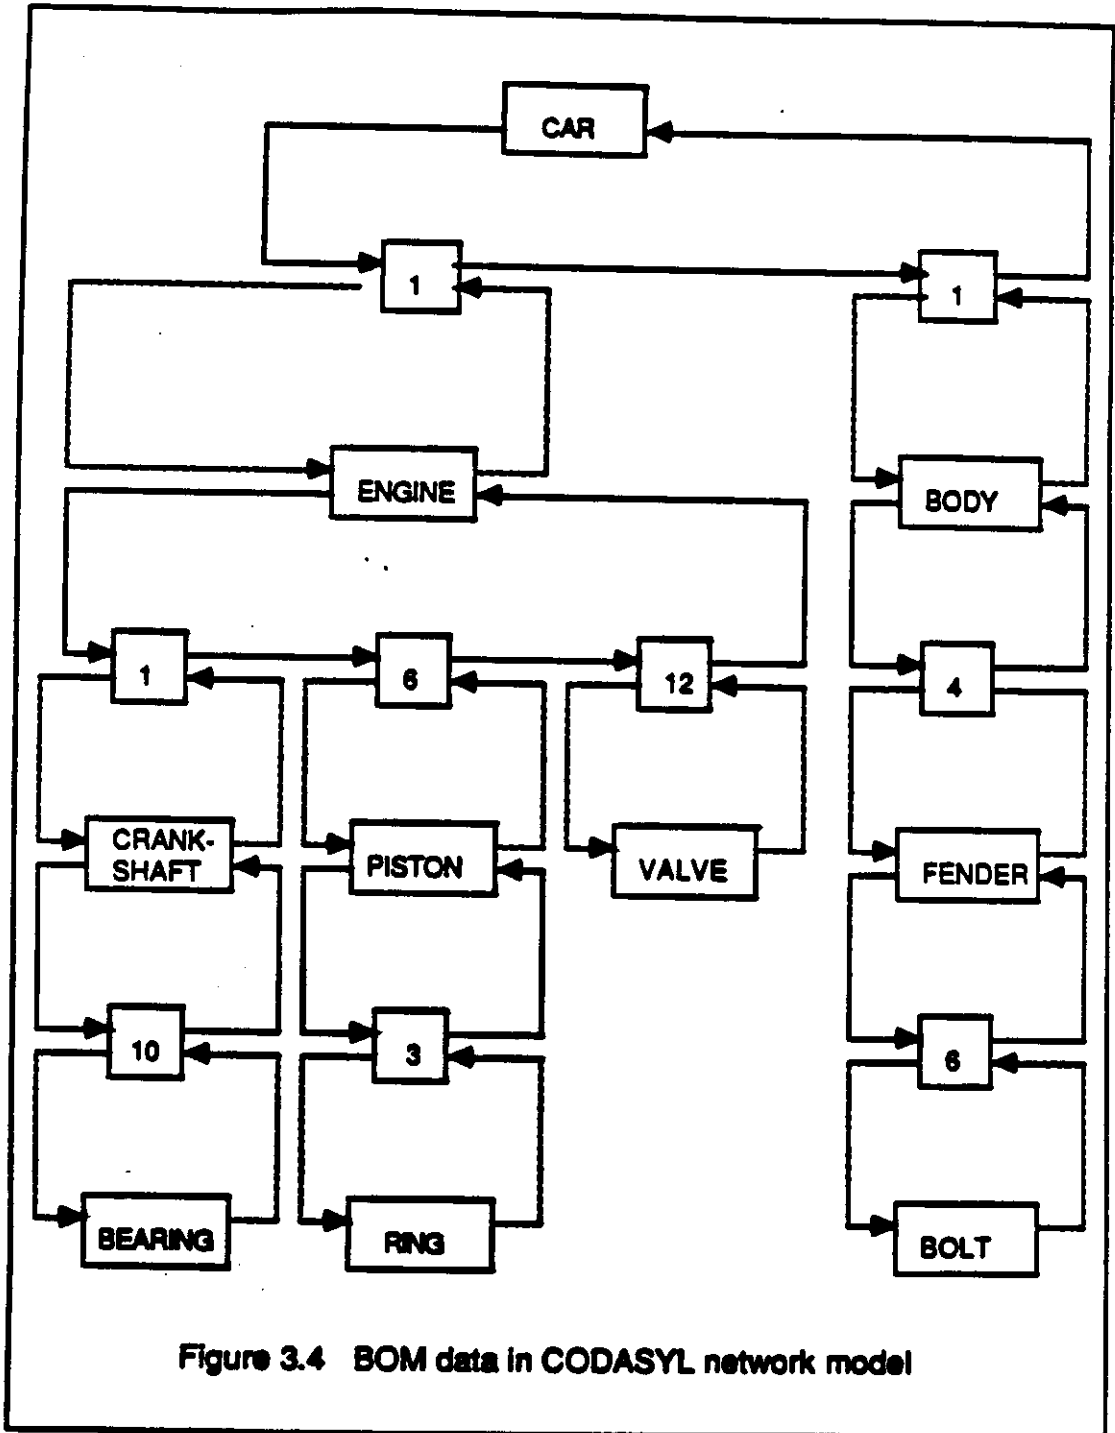 CAR
1
1
ENGINE
BODY
1
6
12
4
CRANK-
SHAFT
PISTON
VALVE
FENDER
10
3
6
BEARING
RING
BOLT
Figure 3.4 BOM data in CODASYL network model